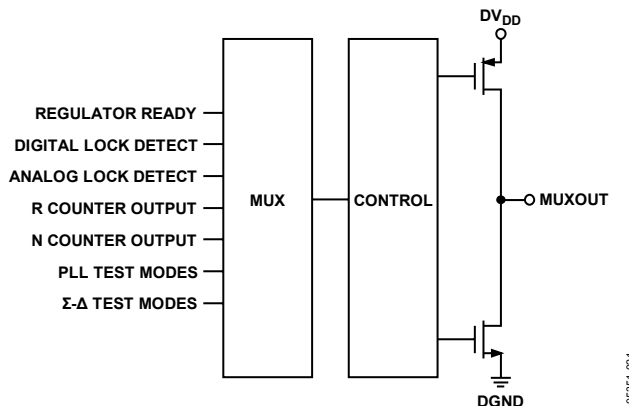 DVDD
REGULATOR READY
DIGITAL LOCK DETECT
ANALOG LOCK DETECT
R COUNTER OUTPUT
N COUNTER OUTPUT
PLL TEST MODES
Σ-Δ TEST MODES
MUX
CONTROL
MUXOUT
DGND